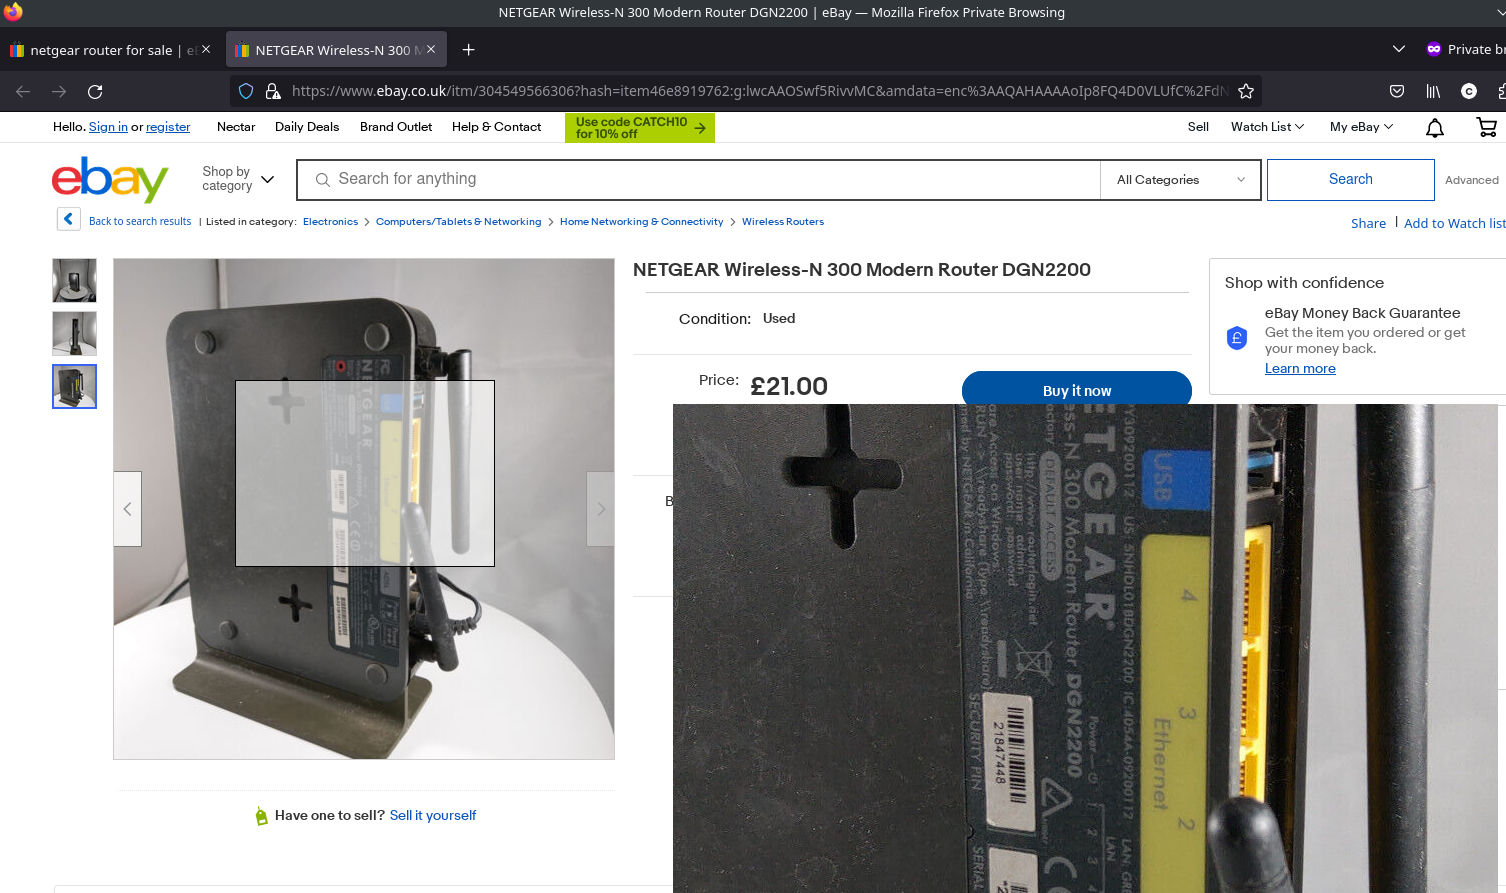 NETGEAR Wireless-N 300 Modern Router DGN2200 | eBay — Mozilla Firefox Private Browsing
netgear router for sale | e
NETGEAR Wireless-N 300 M
Private br
https://www.ebay.co.uk/itm/304549566306?hash=item46e8919762:g:lwcAAOSwf5RivvMC&amdata=enc%3AAQAHAAAAoIp8FQ4D0VLUfC%2FdN
Hello. Sign in or register
Nectar
Daily Deals
Brand Outlet
Help & Contact
Use code CATCH10
for 10% off
Sell
Watch List
My eBay
ebay
Shop by
category
Search for anything
All Categories
Search
Advanced
Back to search results | Listed in category: Electronics > Computers/Tablets & Networking > Home Networking & Connectivity > Wireless Routers
Share | Add to Watch list
NETGEAR Wireless-N 300 Modern Router DGN2200
Condition: Used
Price: £21.00
Buy it now
B
Shop with confidence
eBay Money Back Guarantee
Get the item you ordered or get
your money back.
Learn more
Have one to sell? Sell it yourself
NETGEAR
ETGEAR
ess-N 300 Modem Router DGN2200
DEFAULT ACCESS
http://www.routerlogin.net
user name: admin
password: password
SECURITY PIN
21847448
SERIAL
Power
USB
Ethernet
4
3
2
LAN